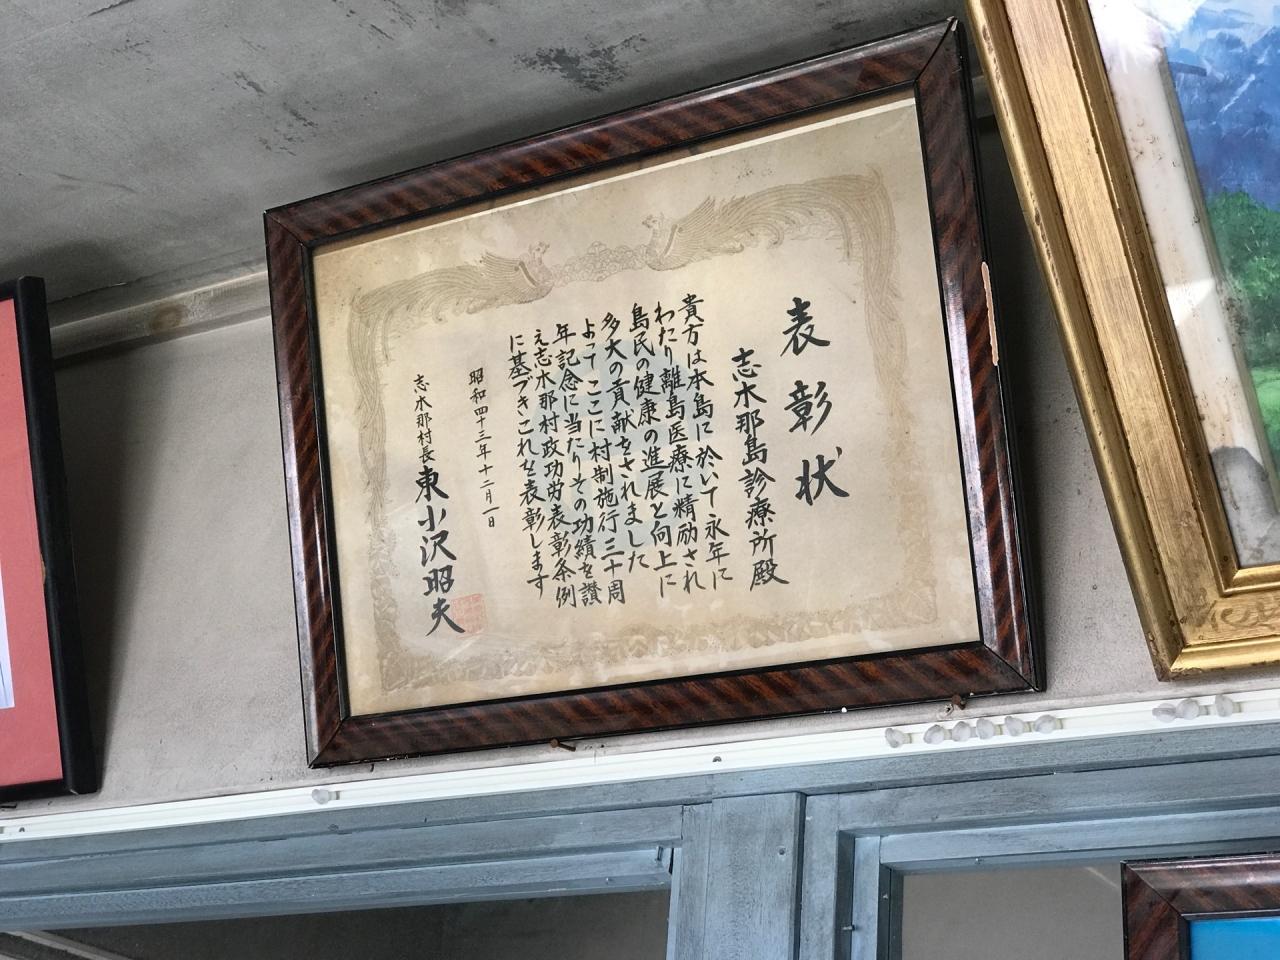 表彰状
志木那島診療所殿
貴方は本島に於いて永年に
わたり離島医療に精励され
島民の健康の進展と向上に
多大の貢献をされました
よってここに村制施行三十周
年記念に当たりその功績を讃
え志木那村政功労表彰条例
に基づきこれを表彰します
昭和四十三年十二月一日
志木那村長 東小沢昭夫